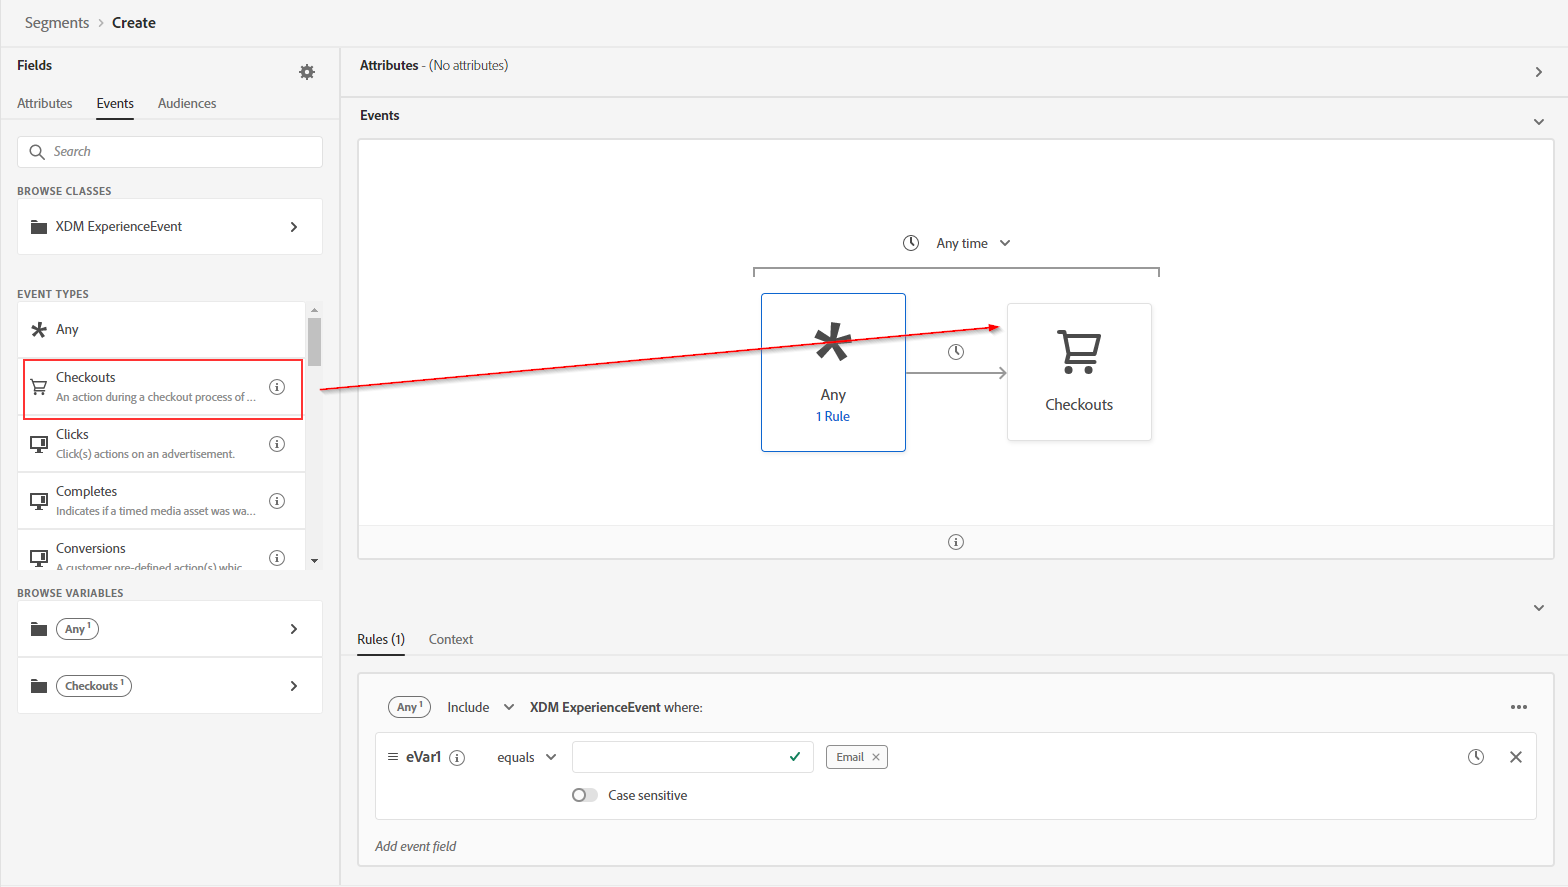 Segments > Create
Fields
Attributes Events Audiences
Search
BROWSE CLASSES
XDM ExperienceEvent
EVENT TYPES
Any
Checkouts
An action during a checkout process of ...
Clicks
Click(s) actions on an advertisement.
Completes
Indicates if a timed media asset was wa...
Conversions
A customer pre-defined action(s) whic
BROWSE VARIABLES
Any 1
Checkouts 1
Attributes - (No attributes)
Events
Any time
Any
1 Rule
Checkouts
Rules (1) Context
Any 1 Include XDM ExperienceEvent where:
eVar1 equals Email
Case sensitive
Add event field